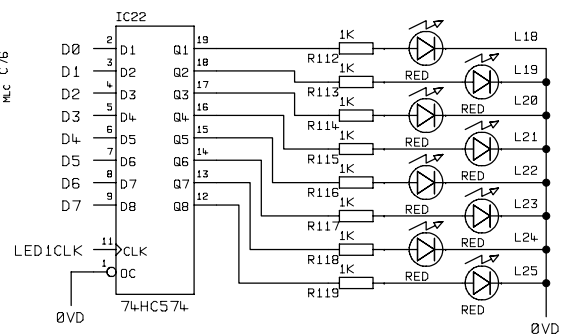 IC22
MLC C76
D0 2 D1 Q1 19 1K L18
R112 RED
D1 3 D2 Q2 18 1K L19
R113 RED
D2 4 D3 Q3 17 1K L20
R114 RED
D3 5 D4 Q4 16 1K L21
R115 RED
D4 6 D5 Q5 15 1K L22
R116 RED
D5 7 D6 Q6 14 1K L23
R117 RED
D6 8 D7 Q7 13 1K L24
R118 RED
D7 9 D8 Q8 12 1K L25
R119 RED
LED1CLK 11 CLK
1 OC
0VD
74HC574
0VD